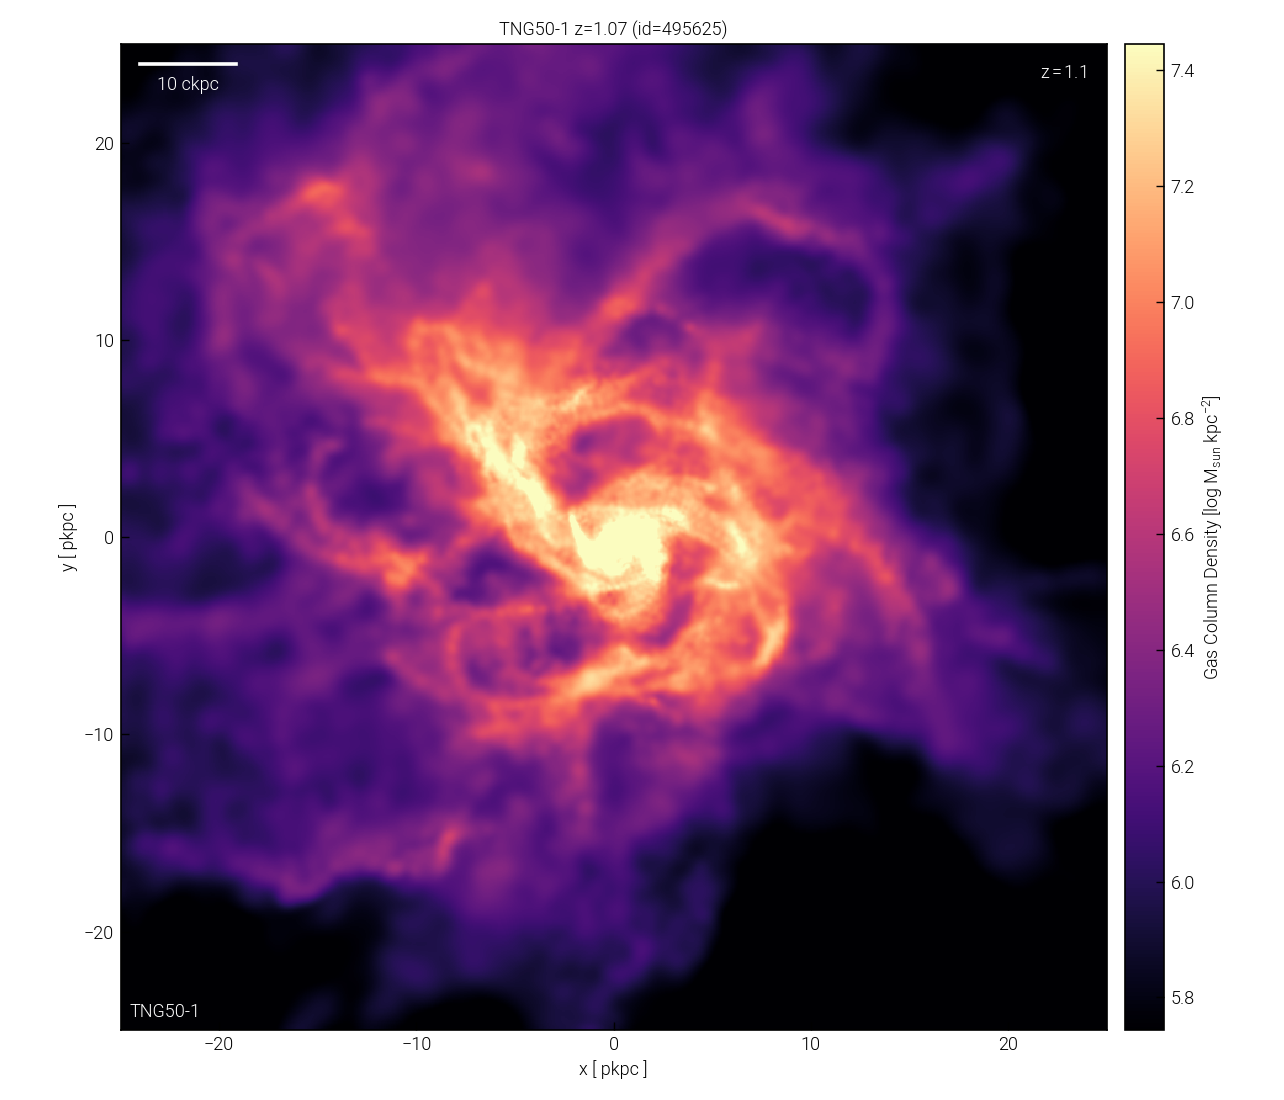 TNG50-1 z=1.07 (id=495625)
10 ckpc
z = 1.1
TNG50-1
y [ pkpc ]
20
10
0
−10
−20
−20 −10 0 10 20
x [ pkpc ]
7.4
7.2
7.0
6.8
6.6
6.4
6.2
6.0
5.8
Gas Column Density [log M_sun kpc^−2]